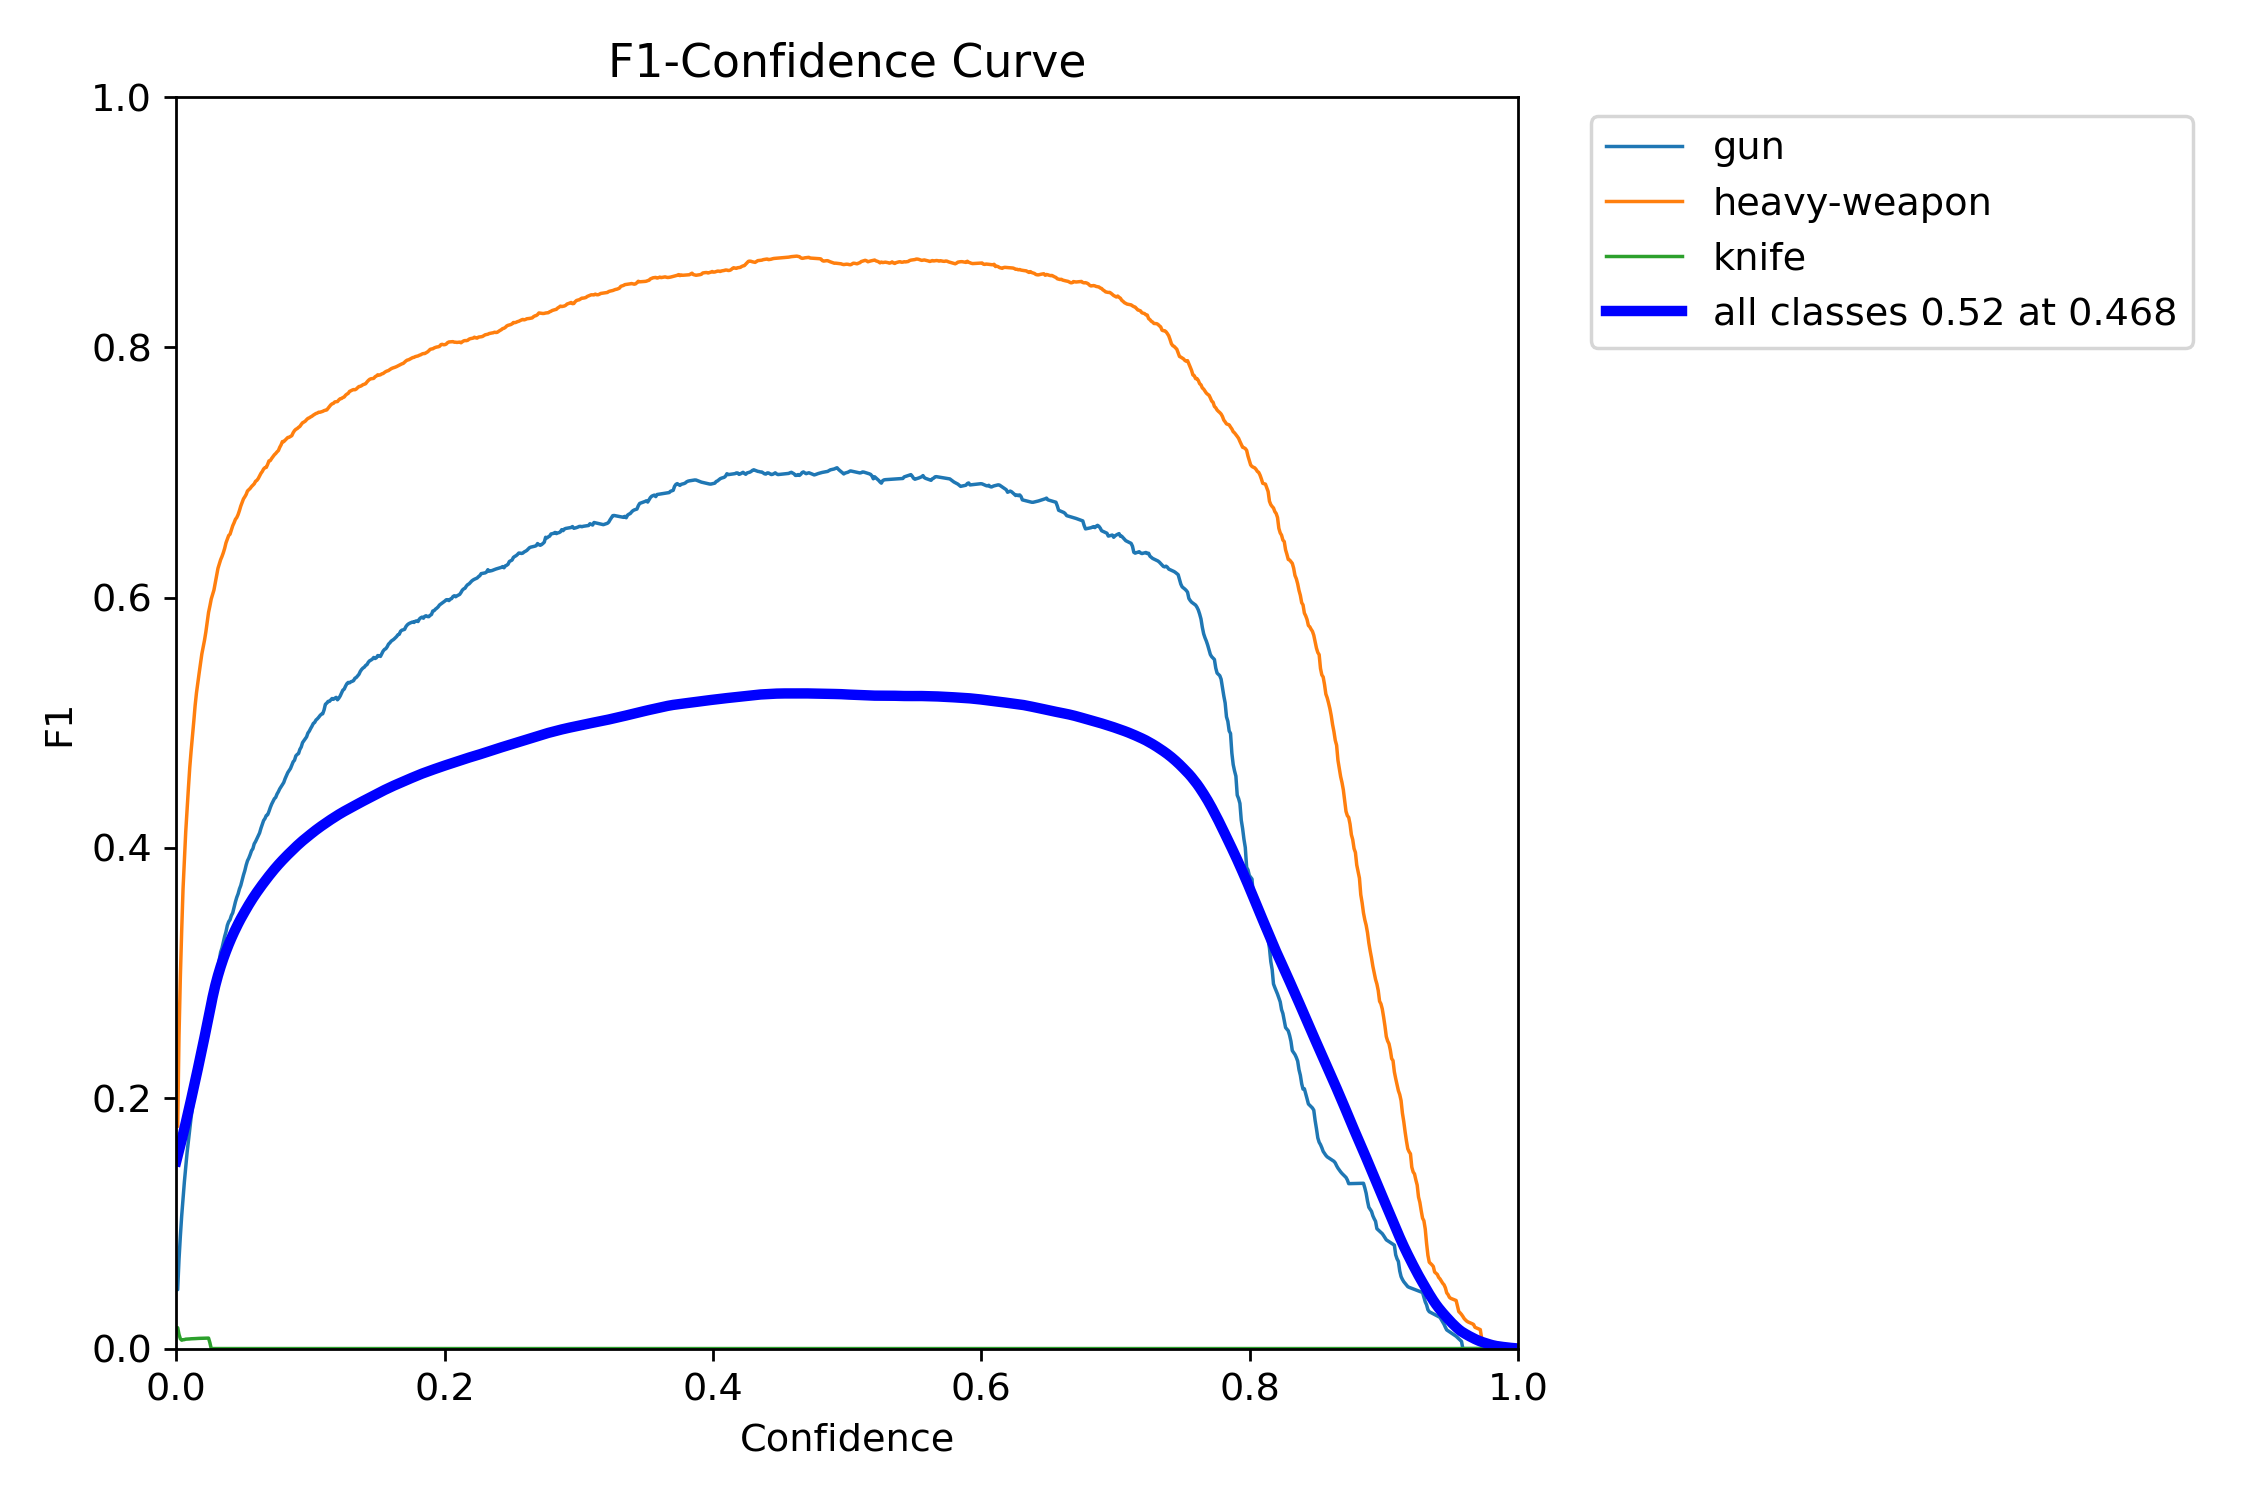 F1-Confidence Curve
1.0
0.8
0.6
0.4
0.2
0.0
F1
0.0 0.2 0.4 0.6 0.8 1.0
Confidence
gun
heavy-weapon
knife
all classes 0.52 at 0.468